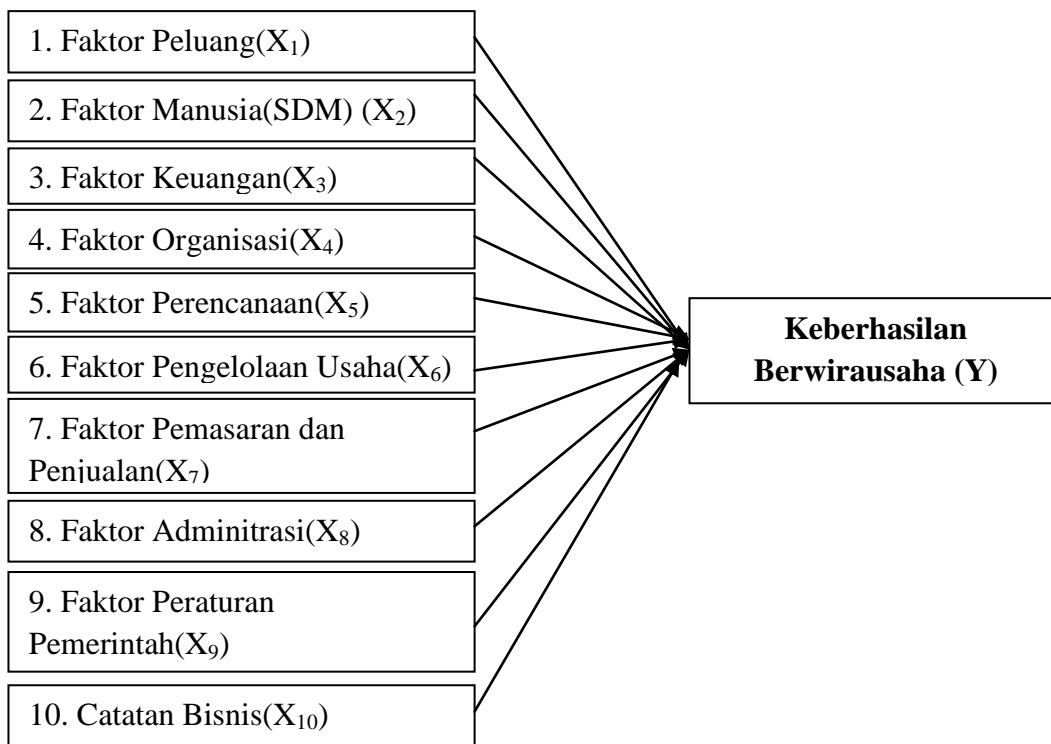 1. Faktor Peluang(X₁)
2. Faktor Manusia(SDM) (X₂)
3. Faktor Keuangan(X₃)
4. Faktor Organisasi(X₄)
5. Faktor Perencanaan(X₅)
6. Faktor Pengelolaan Usaha(X₆)
7. Faktor Pemasaran dan
Penjualan(X₇)
8. Faktor Adminitrasi(X₈)
9. Faktor Peraturan
Pemerintah(X₉)
10. Catatan Bisnis(X₁₀)
Keberhasilan
Berwirausaha (Y)